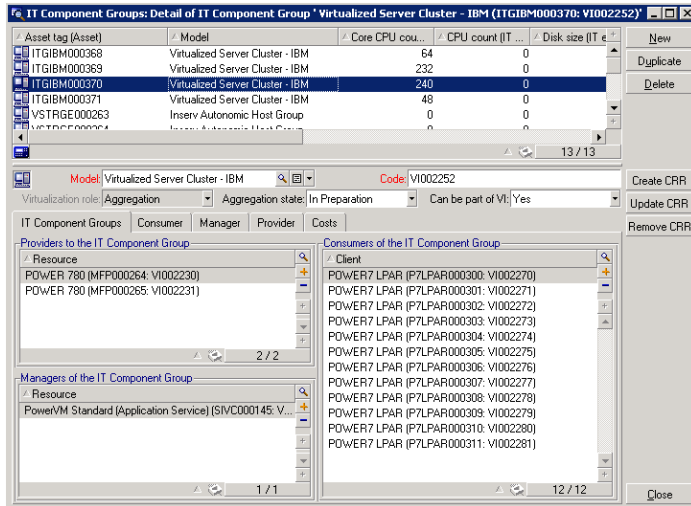 IT Component Groups: Detail of IT Component Group ' Virtualized Server Cluster - IBM (ITGIBM000370: VI002252)'
Asset tag (Asset) Model Core CPU cou... CPU count (IT ... Disk size (IT e
ITGIBM000368 Virtualized Server Cluster - IBM 64 0
ITGIBM000369 Virtualized Server Cluster - IBM 232 0
ITGIBM000370 Virtualized Server Cluster - IBM 240 0
ITGIBM000371 Virtualized Server Cluster - IBM 48 0
VSTRGE000263 Inserv Autonomic Host Group 0 0
VSTRGE000264 Inserv Autonomic Host Group 0 0
13 / 13
New
Duplicate
Delete
Model: Virtualized Server Cluster - IBM Code: VI002252
Virtualization role: Aggregation Aggregation state: In Preparation Can be part of VI: Yes
Create CRR
Update CRR
Remove CRR
IT Component Groups Consumer Manager Provider Costs
Providers to the IT Component Group
Resource
POWER 780 (MFP000264: VI002230)
POWER 780 (MFP000265: VI002231)
2 / 2
Managers of the IT Component Group
Resource
PowerVM Standard (Application Service) (SIVC000145: V...
1 / 1
Consumers of the IT Component Group
Client
POWER7 LPAR (P7LPAR000300: VI002270)
POWER7 LPAR (P7LPAR000301: VI002271)
POWER7 LPAR (P7LPAR000302: VI002272)
POWER7 LPAR (P7LPAR000303: VI002273)
POWER7 LPAR (P7LPAR000304: VI002274)
POWER7 LPAR (P7LPAR000305: VI002275)
POWER7 LPAR (P7LPAR000306: VI002276)
POWER7 LPAR (P7LPAR000307: VI002277)
POWER7 LPAR (P7LPAR000308: VI002278)
POWER7 LPAR (P7LPAR000309: VI002279)
POWER7 LPAR (P7LPAR000310: VI002280)
POWER7 LPAR (P7LPAR000311: VI002281)
12 / 12
Close